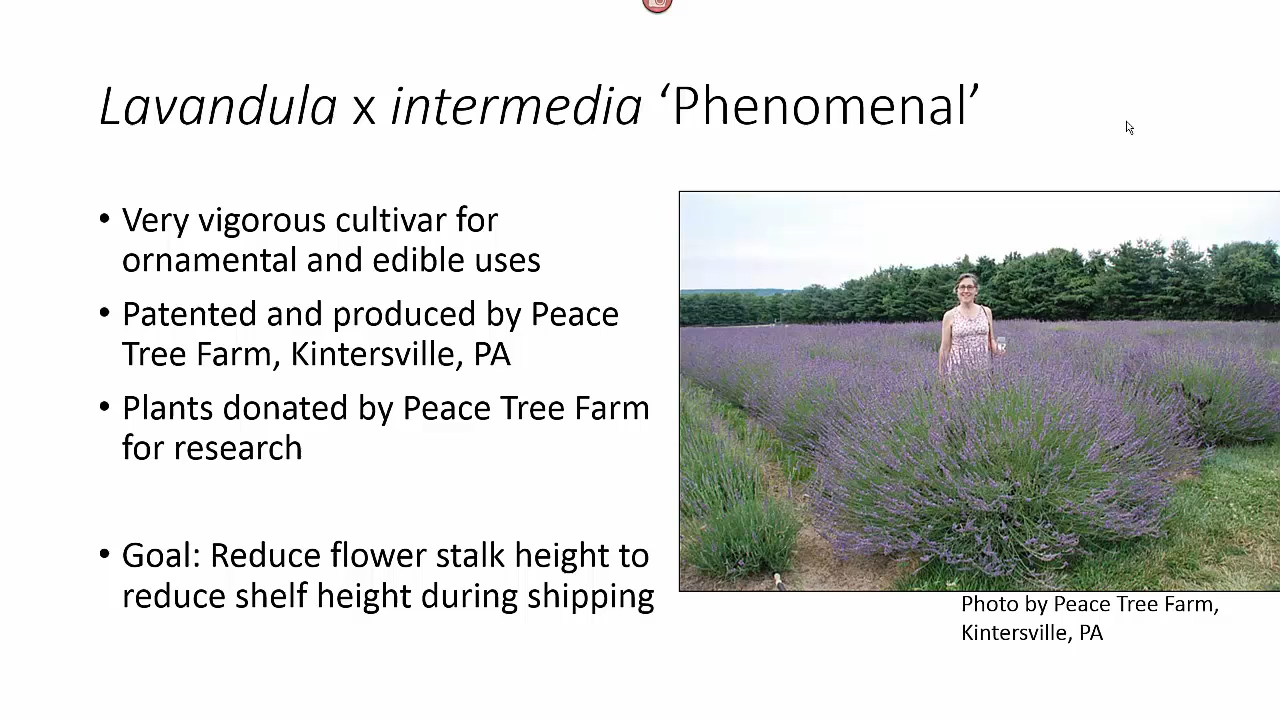 Lavandula x intermedia ‘Phenomenal’
• Very vigorous cultivar for
ornamental and edible uses
• Patented and produced by Peace
Tree Farm, Kintersville, PA
• Plants donated by Peace Tree Farm
for research
• Goal: Reduce flower stalk height to
reduce shelf height during shipping
Photo by Peace Tree Farm,
Kintersville, PA